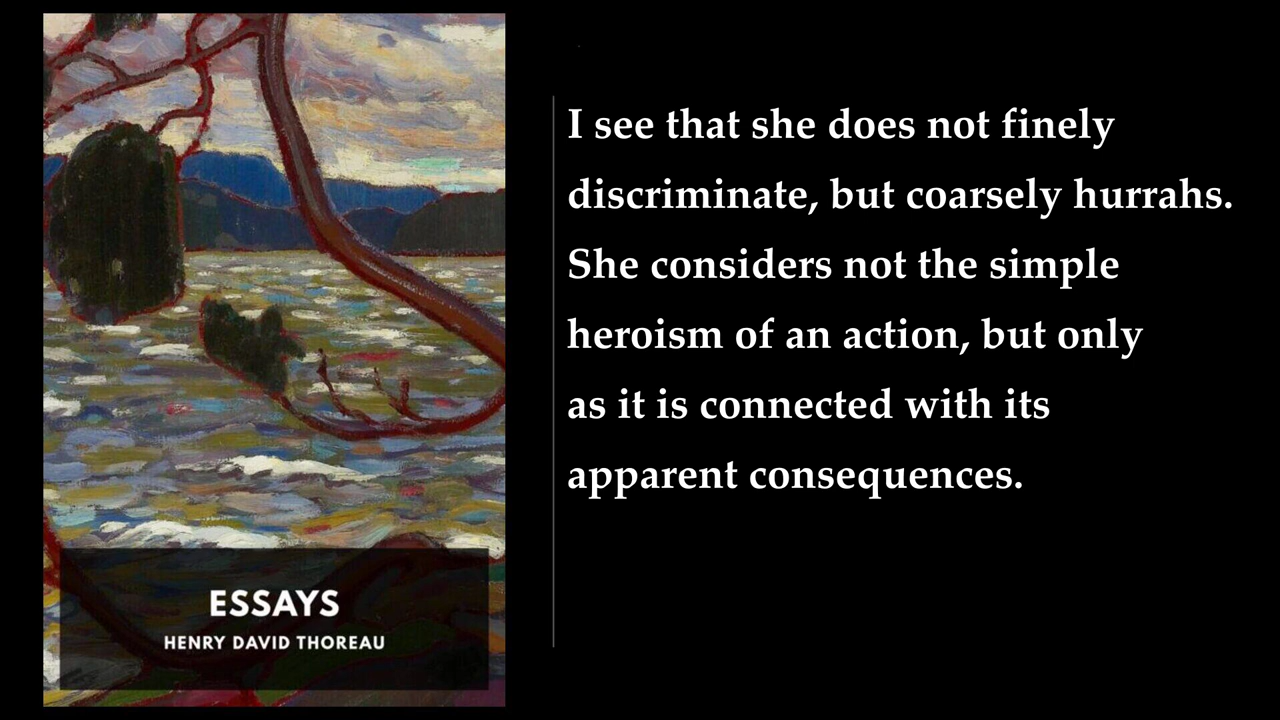 I see that she does not finely
discriminate, but coarsely hurrahs.
She considers not the simple
heroism of an action, but only
as it is connected with its
apparent consequences.
ESSAYS
HENRY DAVID THOREAU